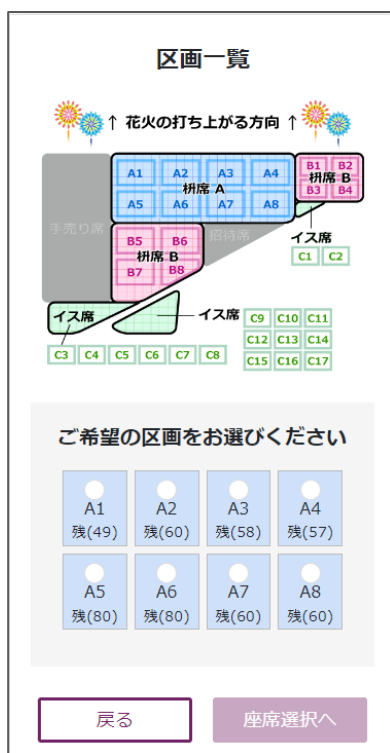 区画一覧
↑ 花火の打ち上がる方向 ↑
A1 A2 A3 A4
枡席 A
A5 A6 A7 A8
B1 B2
枡席 B
B3 B4
手売り席
招待席
B5 B6
枡席 B
B7 B8
イス席
C1 C2
イス席
イス席
C3 C4 C5 C6 C7 C8
C9 C10 C11
C12 C13 C14
C15 C16 C17
ご希望の区画をお選びください
A1 A2 A3 A4
残(49) 残(60) 残(58) 残(57)
A5 A6 A7 A8
残(80) 残(80) 残(60) 残(60)
戻る 座席選択へ